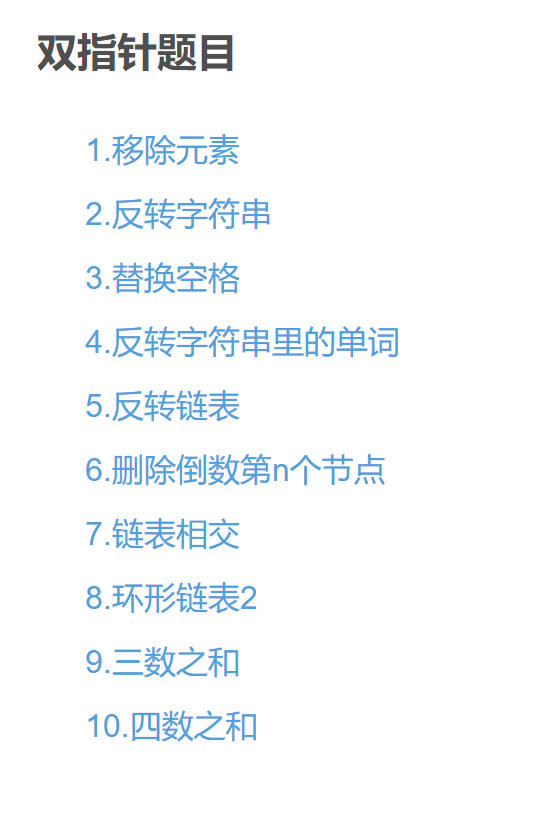 双指针题目
1.移除元素
2.反转字符串
3.替换空格
4.反转字符串里的单词
5.反转链表
6.删除倒数第n个节点
7.链表相交
8.环形链表2
9.三数之和
10.四数之和